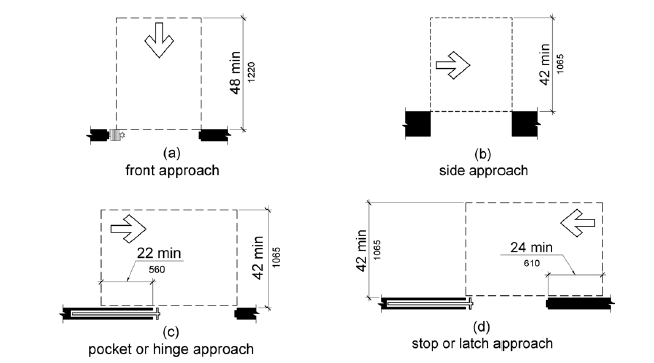 48 min
1220
(a)
front approach
42 min
1065
(b)
side approach
22 min
560
42 min
1065
(c)
pocket or hinge approach
42 min
1065
24 min
610
(d)
stop or latch approach